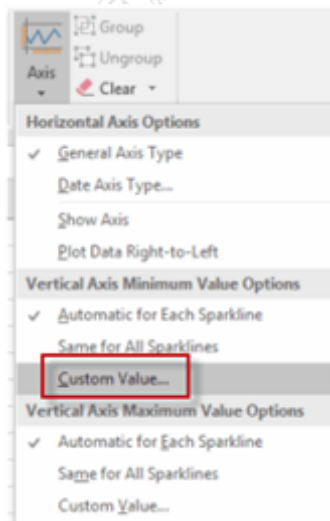 Group
Ungroup
Axis
Clear
Horizontal Axis Options
General Axis Type
Date Axis Type...
Show Axis
Plot Data Right-to-Left
Vertical Axis Minimum Value Options
Automatic for Each Sparkline
Same for All Sparklines
Custom Value...
Vertical Axis Maximum Value Options
Automatic for Each Sparkline
Same for All Sparklines
Custom Value...